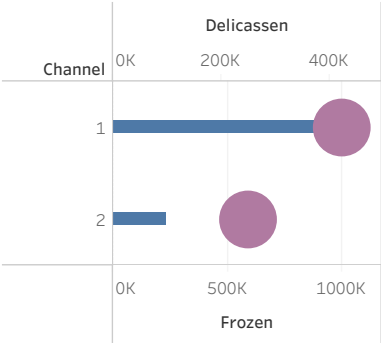 Delicassen
Channel 0K 200K 400K
1
2
0K 500K 1000K
Frozen